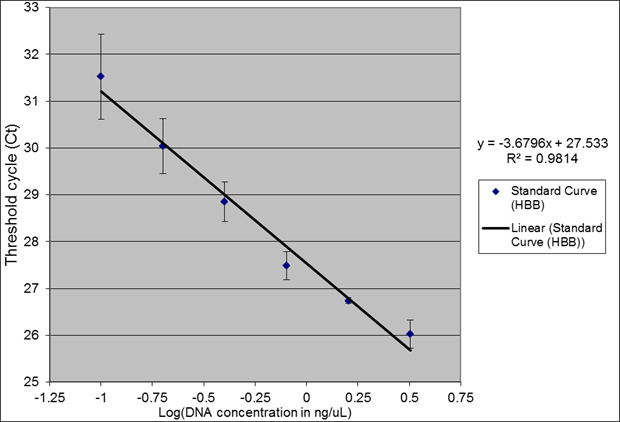 33
32
31
30
29
28
27
26
25
Threshold cycle (Ct)
-1.25
-1
-0.75
-0.5
-0.25
0
0.25
0.5
0.75
Log(DNA concentration in ng/uL)
y = -3.6796x + 27.533
R² = 0.9814
Standard Curve
(HBB)
Linear (Standard
Curve (HBB))